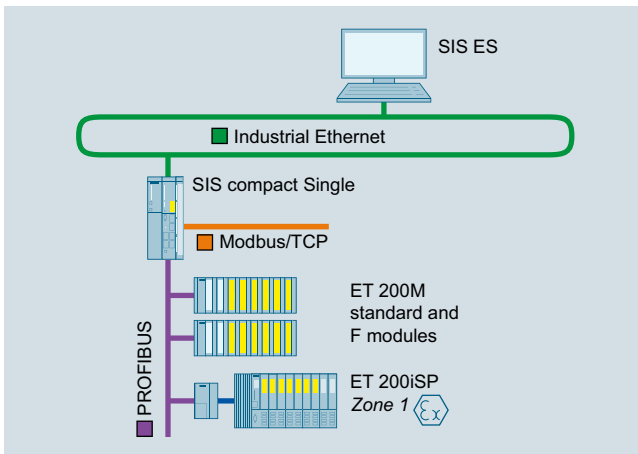 SIS ES
Industrial Ethernet
SIS compact Single
Modbus/TCP
ET 200M
standard and
F modules
PROFIBUS
ET 200iSP
Zone 1 Ex